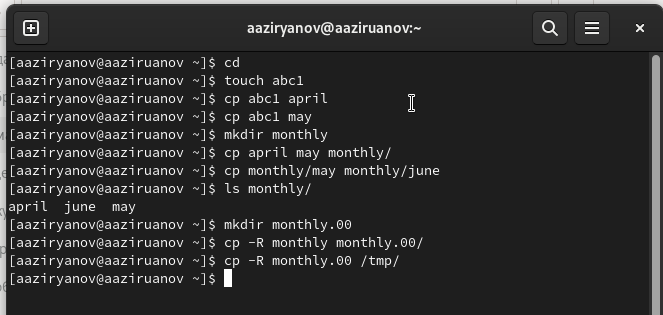 aaziryanov@aaziruanov:~
[aaziryanov@aaziruanov ~]$ cd
[aaziryanov@aaziruanov ~]$ touch abc1
[aaziryanov@aaziruanov ~]$ cp abc1 april
[aaziryanov@aaziruanov ~]$ cp abc1 may
[aaziryanov@aaziruanov ~]$ mkdir monthly
[aaziryanov@aaziruanov ~]$ cp april may monthly/
[aaziryanov@aaziruanov ~]$ cp monthly/may monthly/june
[aaziryanov@aaziruanov ~]$ ls monthly/
april  june  may
[aaziryanov@aaziruanov ~]$ mkdir monthly.00
[aaziryanov@aaziruanov ~]$ cp -R monthly monthly.00/
[aaziryanov@aaziruanov ~]$ cp -R monthly.00 /tmp/
[aaziryanov@aaziruanov ~]$